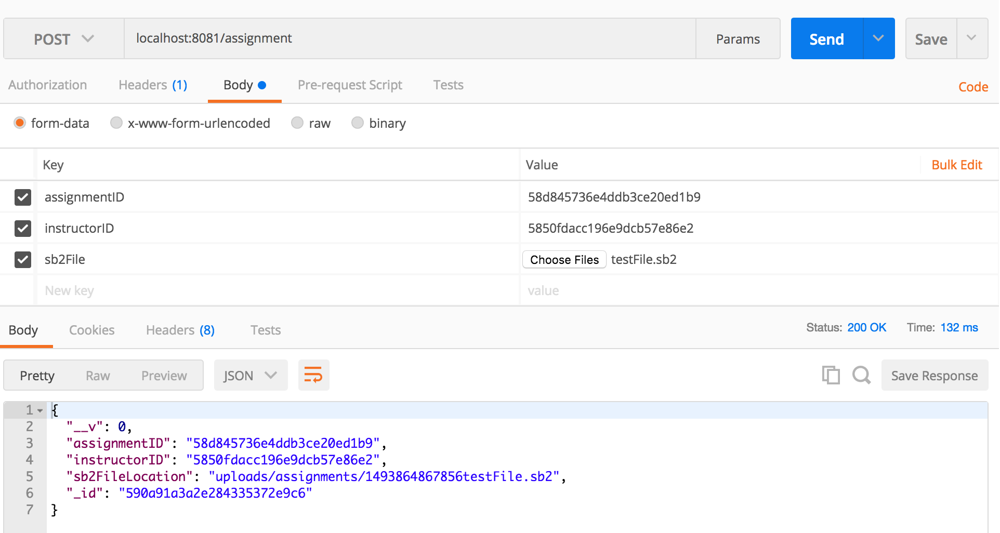 POST localhost:8081/assignment Params Send Save
Authorization Headers (1) Body Pre-request Script Tests Code
form-data x-www-form-urlencoded raw binary
Key Value Bulk Edit
assignmentID 58d845736e4ddb3ce20ed1b9
instructorID 5850fdacc196e9dcb57e86e2
sb2File Choose Files testFile.sb2
New key value
Body Cookies Headers (8) Tests Status: 200 OK Time: 132 ms
Pretty Raw Preview JSON Save Response
1 {
2 "__v": 0,
3 "assignmentID": "58d845736e4ddb3ce20ed1b9",
4 "instructorID": "5850fdacc196e9dcb57e86e2",
5 "sb2FileLocation": "uploads/assignments/1493864867856testFile.sb2",
6 "_id": "590a91a3a2e284335372e9c6"
7 }